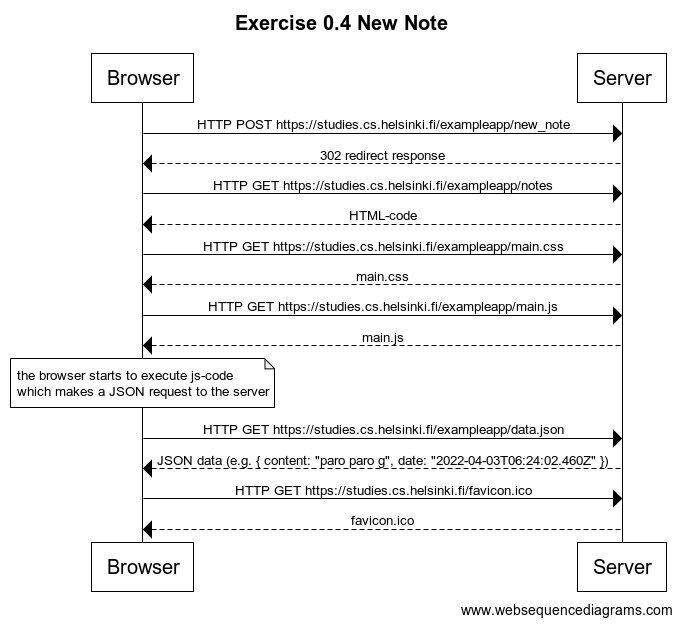 Exercise 0.4 New Note
Browser
Server
HTTP POST https://studies.cs.helsinki.fi/exampleapp/new_note
302 redirect response
HTTP GET https://studies.cs.helsinki.fi/exampleapp/notes
HTML-code
HTTP GET https://studies.cs.helsinki.fi/exampleapp/main.css
main.css
HTTP GET https://studies.cs.helsinki.fi/exampleapp/main.js
main.js
the browser starts to execute js-code
which makes a JSON request to the server
HTTP GET https://studies.cs.helsinki.fi/exampleapp/data.json
JSON data (e.g. { content: "paro paro g", date: "2022-04-03T06:24:02.460Z" })
HTTP GET https://studies.cs.helsinki.fi/favicon.ico
favicon.ico
Browser
Server
www.websequencediagrams.com